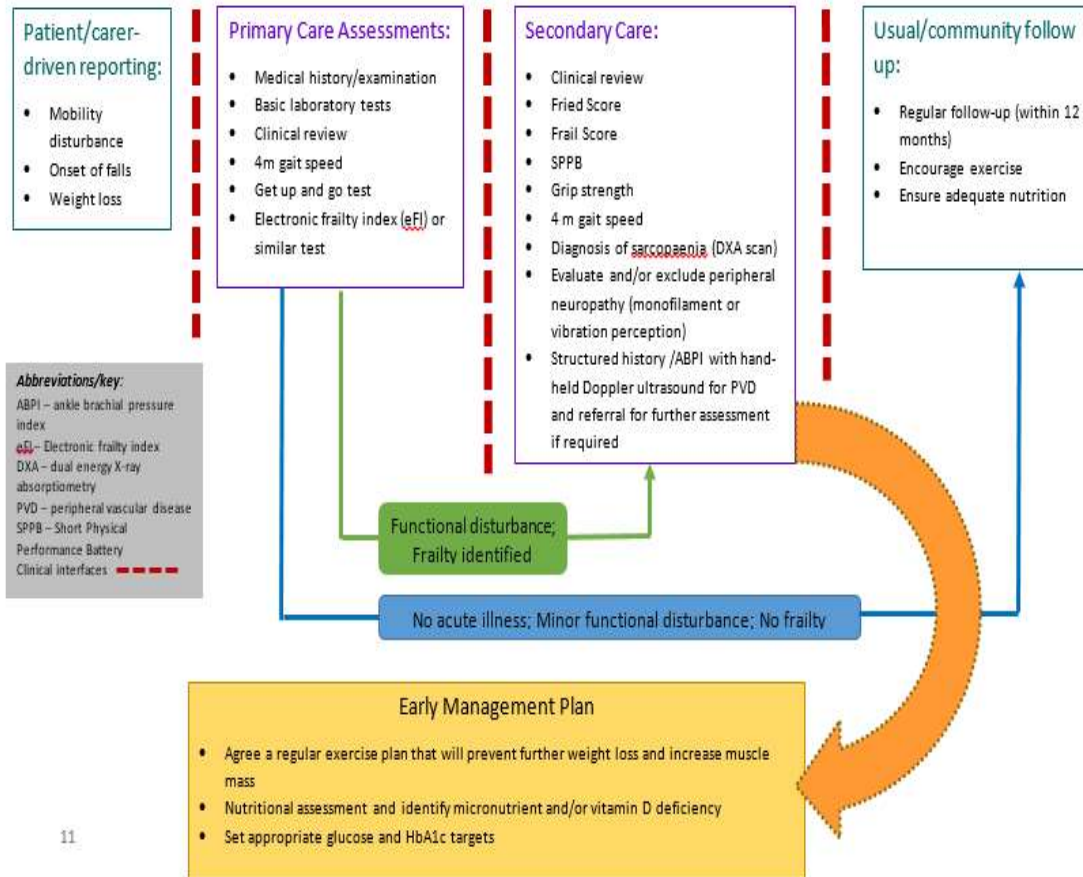 Patient/carer-
driven reporting:
• Mobility
disturbance
• Onset of falls
• Weight loss
Primary Care Assessments:
• Medical history/examination
• Basic laboratory tests
• Clinical review
• 4m gait speed
• Get up and go test
• Electronic frailty index (eFI) or
similar test
Secondary Care:
• Clinical review
• Fried Score
• Frail Score
• SPPB
• Grip strength
• 4 m gait speed
• Diagnosis of sarcopaenia (DXA scan)
• Evaluate and/or exclude peripheral
neuropathy (monofilament or
vibration perception)
• Structured history /ABPI with hand-
held Doppler ultrasound for PVD
and referral for further assessment
if required
Usual/community follow
up:
• Regular follow-up (within 12
months)
• Encourage exercise
• Ensure adequate nutrition
Abbreviations/key:
ABPI – ankle brachial pressure
index
eFI – Electronic frailty index
DXA – dual energy X-ray
absorptiometry
PVD – peripheral vascular disease
SPPB – Short Physical
Performance Battery
Clinical interfaces
Functional disturbance;
Frailty identified
No acute illness; Minor functional disturbance; No frailty
Early Management Plan
• Agree a regular exercise plan that will prevent further weight loss and increase muscle
mass
• Nutritional assessment and identify micronutrient and/or vitamin D deficiency
• Set appropriate glucose and HbA1c targets
11